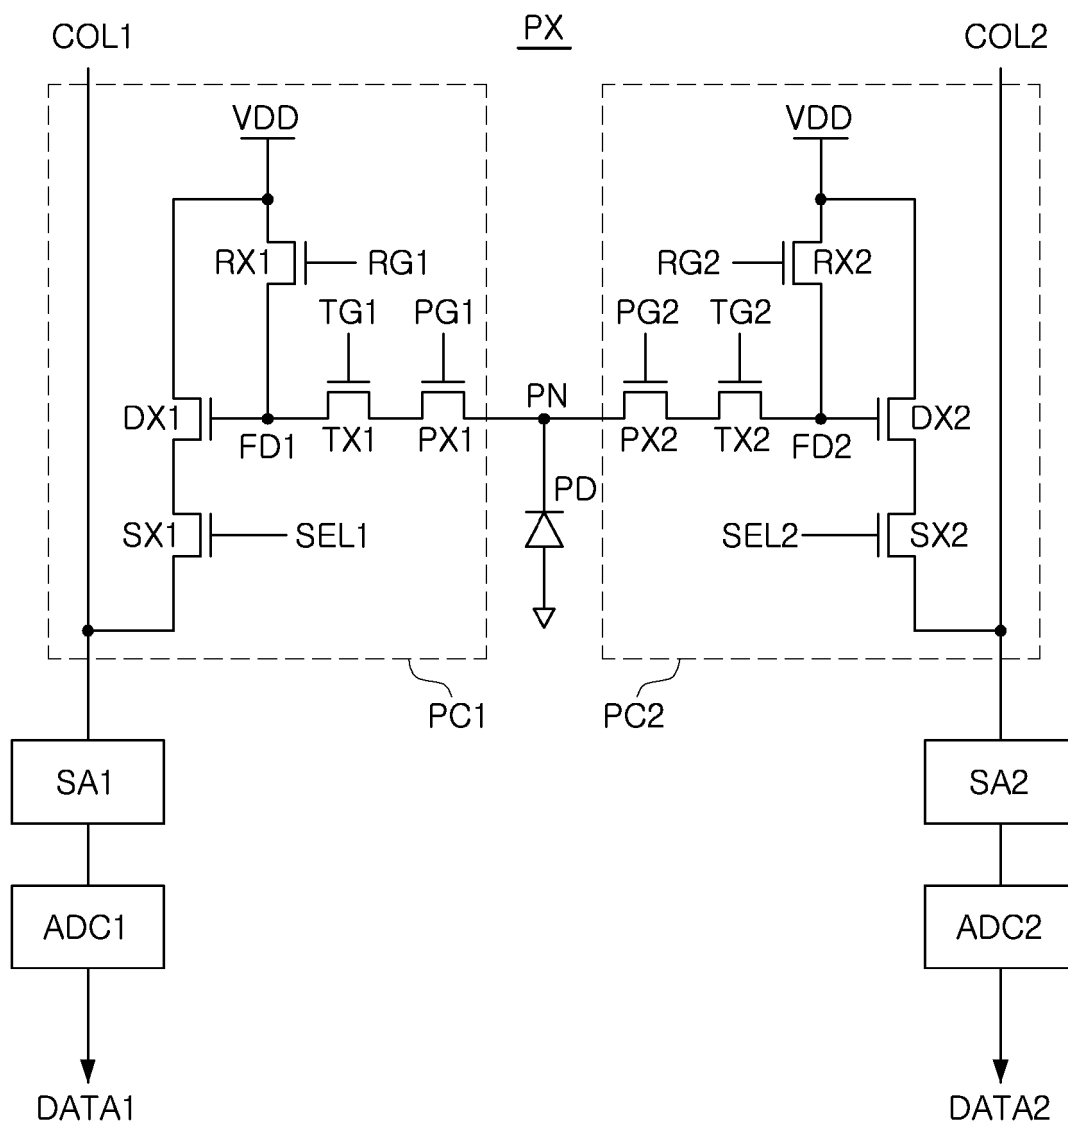 COL1
PX
COL2
VDD
VDD
RX1
RG1
RG2
RX2
TG1
PG1
PG2
TG2
DX1
FD1
TX1
PX1
PN
PX2
TX2
FD2
DX2
PD
SX1
SEL1
SEL2
SX2
PC1
PC2
SA1
SA2
ADC1
ADC2
DATA1
DATA2